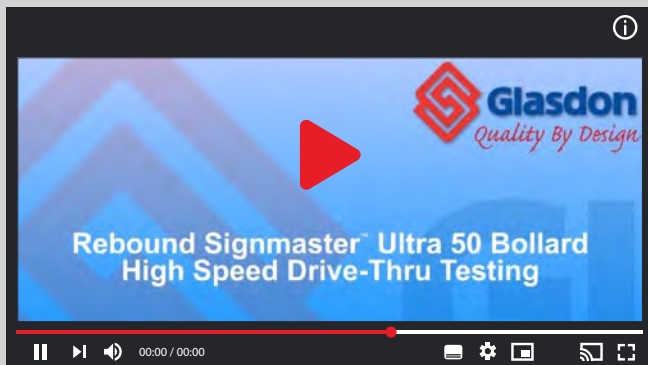 Glasdon
Quality By Design
Rebound Signmaster™ Ultra 50 Bollard
High Speed Drive-Thru Testing
00:00 / 00:00